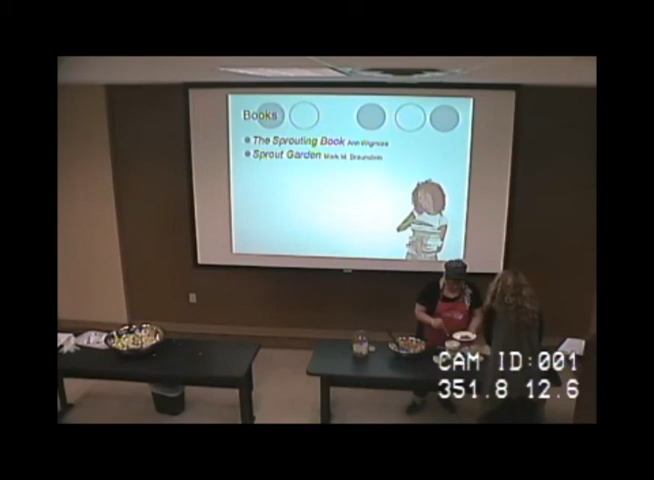 Books
The Sprouting Book Ann Wigmore
Sprout Garden Mark M. Braunstein
CAM ID:001
351.8 12.6